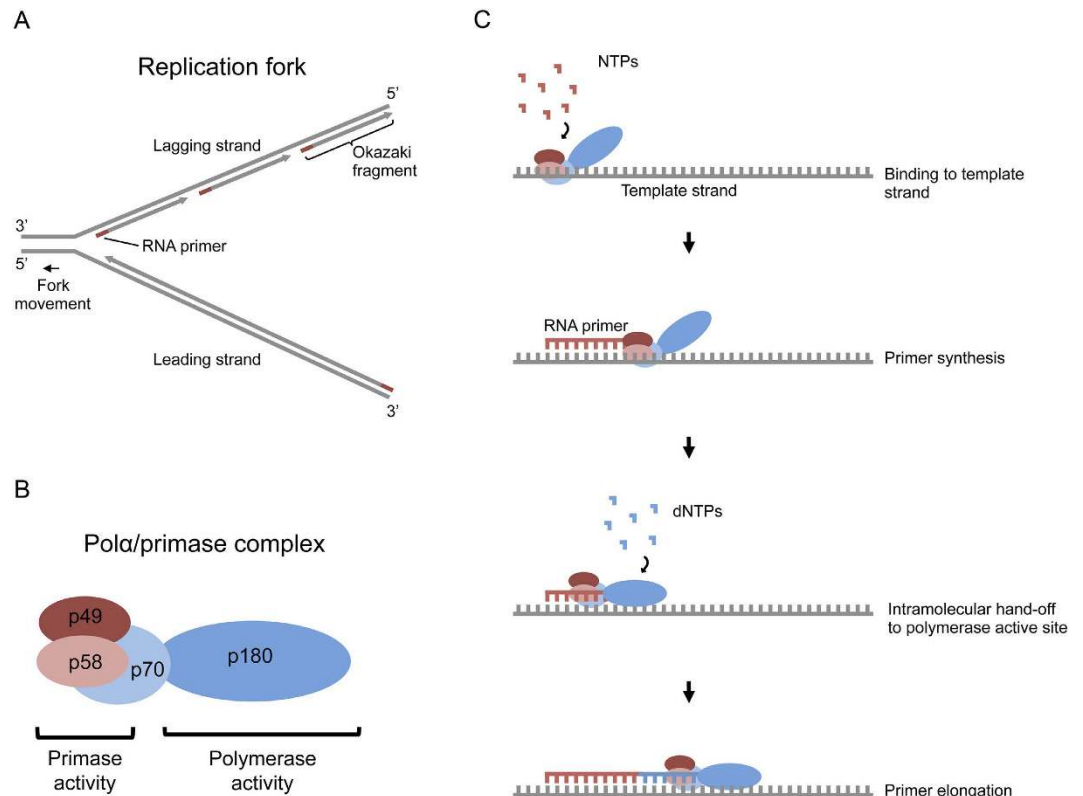 A
Replication fork
5’
Lagging strand
Okazaki
fragment
3’
RNA primer
5’
Fork
movement
Leading strand
3’
B
Polα/primase complex
p49
p58
p70
p180
Primase
activity
Polymerase
activity
C
NTPs
Template strand
Binding to template
strand
RNA primer
Primer synthesis
dNTPs
Intramolecular hand-off
to polymerase active site
Primer elongation